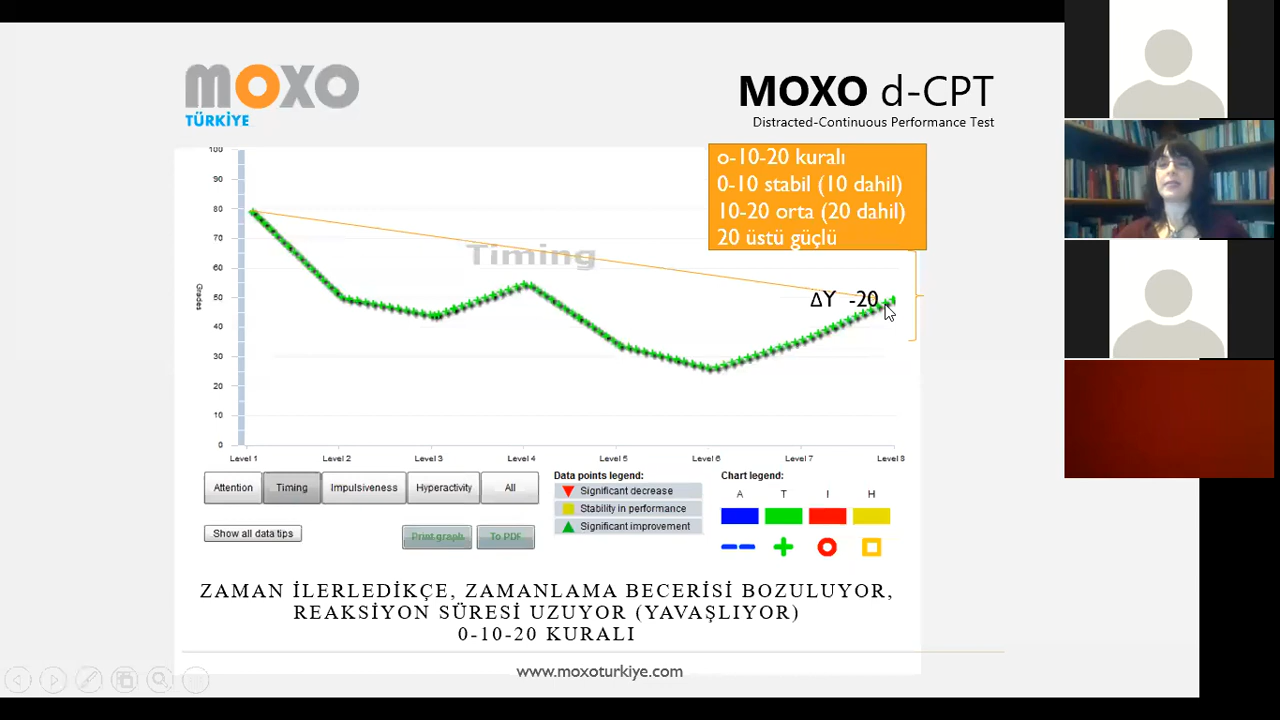 moxo
TÜRKİYE
MOXO d-CPT
Distracted-Continuous Performance Test
o-10-20 kuralı
0-10 stabil (10 dahil)
10-20 orta (20 dahil)
20 üstü güçlü
Timing
ΔY -20
Grades
100
90
80
70
60
50
40
30
20
10
0
Level 1 Level 2 Level 3 Level 4 Level 5 Level 6 Level 7 Level 8
Attention Timing Impulsiveness Hyperactivity All
Show all data tips
Print graph To PDF
Data points legend:
Significant decrease
Stability in performance
Significant improvement
Chart legend:
A T I H
ZAMAN İLERLEDİKÇE, ZAMANLAMA BECERİSİ BOZULUYOR,
REAKSİYON SÜRESİ UZUYOR (YAVAŞLIYOR)
0-10-20 KURALI
www.moxoturkiye.com